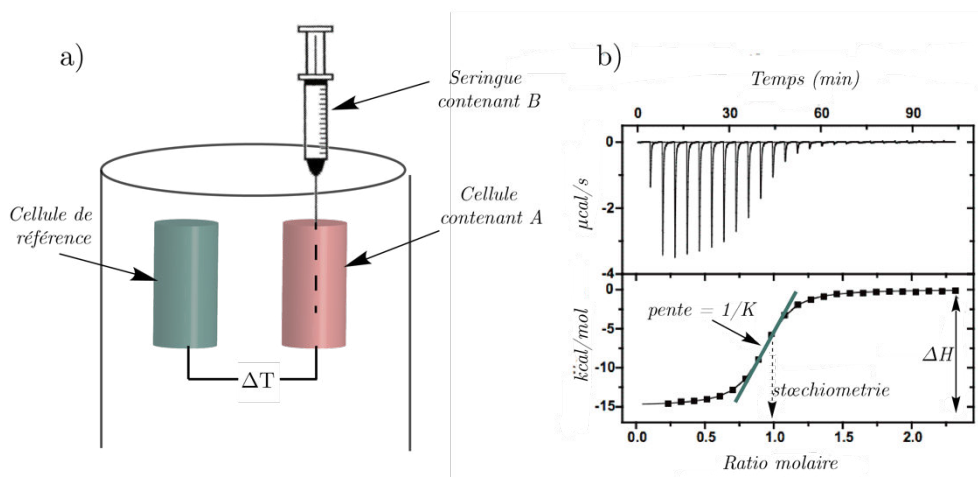 a)
Seringue
contenant B
Cellule
contenant A
Cellule de
référence
ΔT
b)
Temps (min)
0 30 60 90
0
-2
-4
μcal/s
0
-5
-10
-15
kcal/mol
pente = 1/K
ΔH
stœchiometrie
0.0 0.5 1.0 1.5 2.0
Ratio molaire